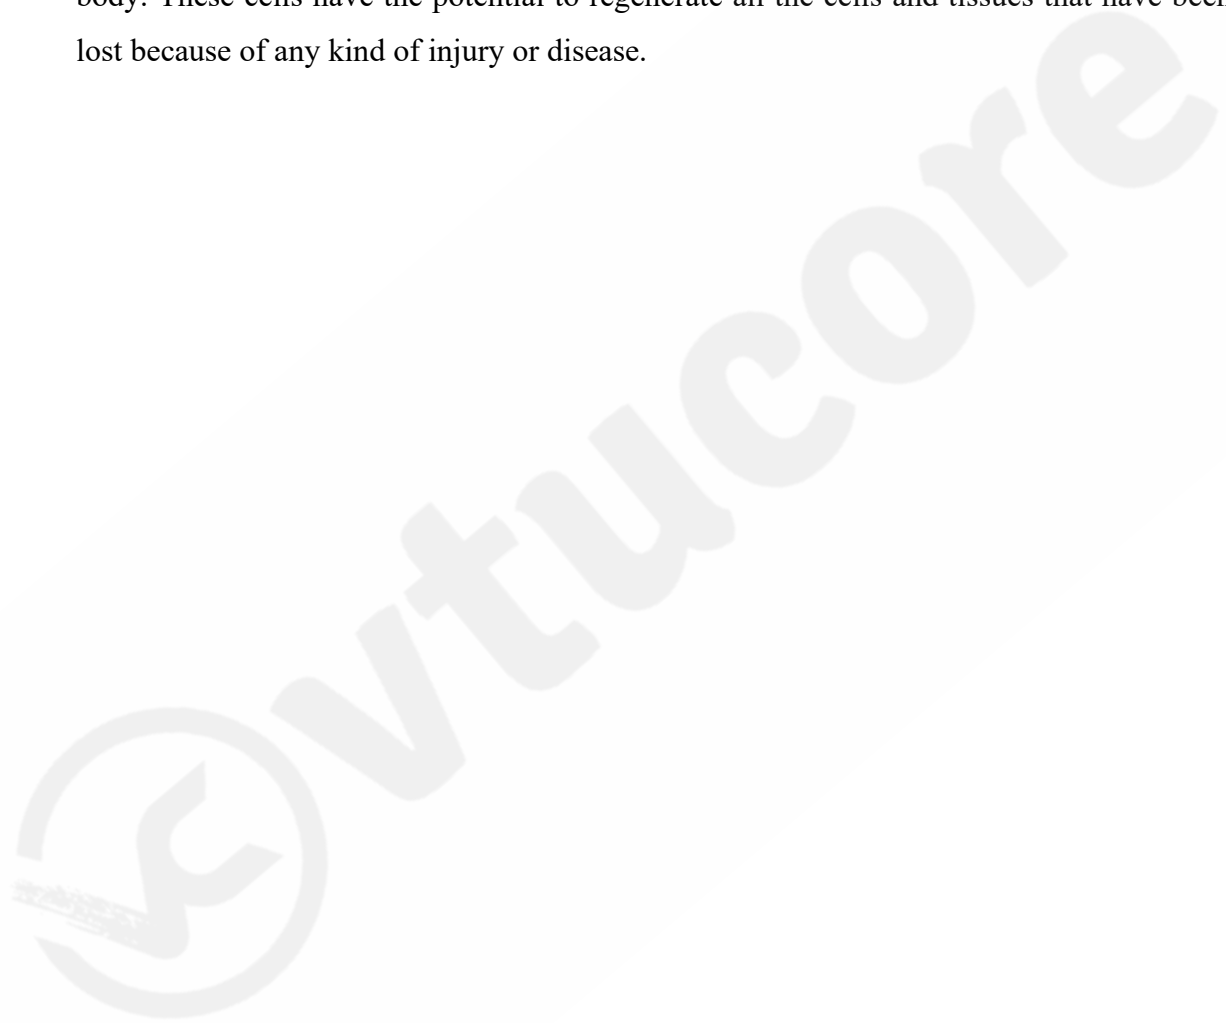 body. These cells have the potential to regenerate all the cells and tissues that have been
lost because of any kind of injury or disease.
vtucore